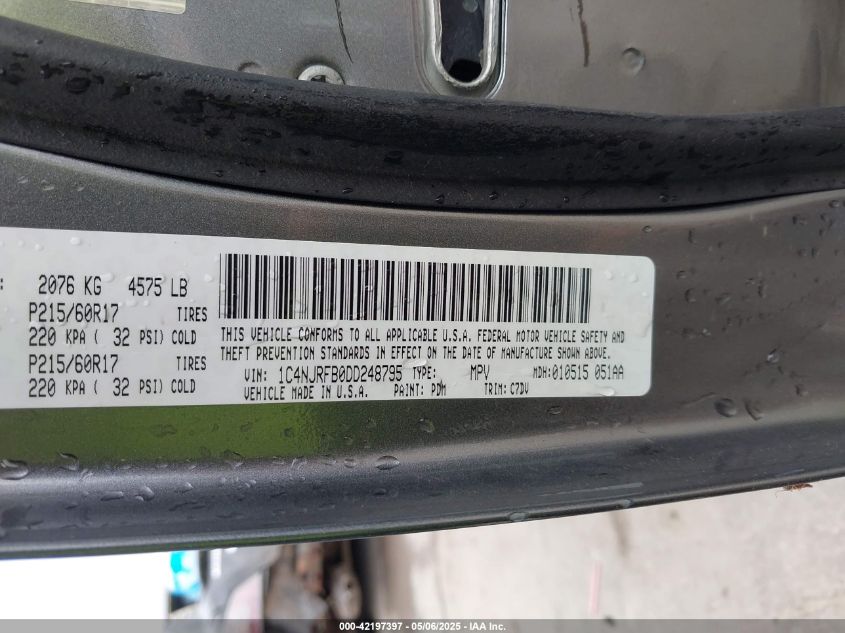 : 2076 KG 4575 LB
P215/60R17 TIRES
220 KPA ( 32 PSI) COLD
P215/60R17 TIRES
220 KPA ( 32 PSI) COLD
THIS VEHICLE CONFORMS TO ALL APPLICABLE U.S.A. FEDERAL MOTOR VEHICLE SAFETY AND
THEFT PREVENTION STANDARDS IN EFFECT ON THE DATE OF MANUFACTURE SHOWN ABOVE.
VIN: 1C4NJRFB0DD248795 TYPE: MPV MDH: 010515 051AA
VEHICLE MADE IN U.S.A. PAINT: PDM TRIM: C7DV
000-42197397 - 05/06/2025 - IAA Inc.